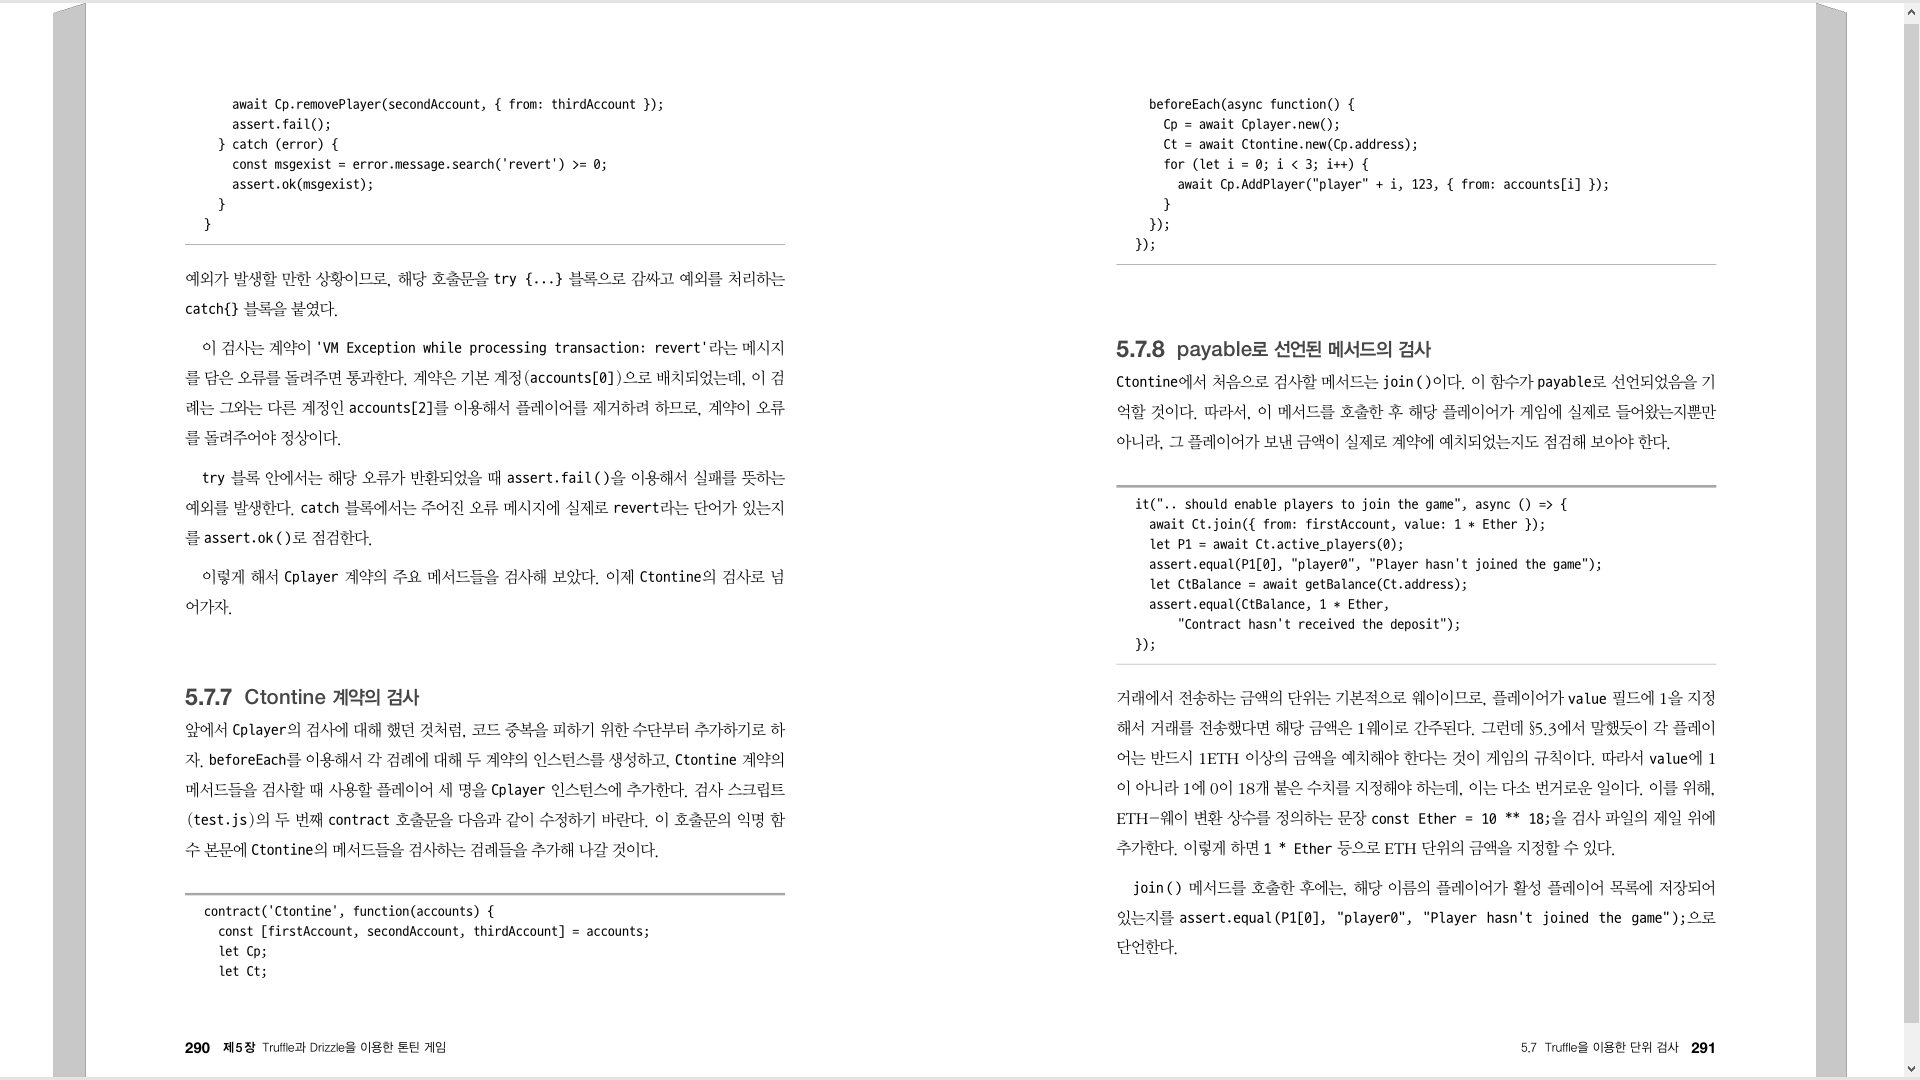 await Cp.removePlayer(secondAccount, { from: thirdAccount });
assert.fail();
} catch (error) {
const msgexist = error.message.search('revert') >= 0;
assert.ok(msgexist);
}
}
예외가 발생할 만한 상황이므로, 해당 호출문을 try {...} 블록으로 감싸고 예외를 처리하는
catch{} 블록을 붙였다.
이 검사는 계약이 'VM Exception while processing transaction: revert'라는 메시지
를 담은 오류를 돌려주면 통과한다. 계약은 기본 계정(accounts[0])으로 배치되었는데, 이 검
례는 그와는 다른 계정인 accounts[2]를 이용해서 플레이어를 제거하려 하므로, 계약이 오류
를 돌려주어야 정상이다.
try 블록 안에서는 해당 오류가 반환되었을 때 assert.fail()을 이용해서 실패를 뜻하는
예외를 발생한다. catch 블록에서는 주어진 오류 메시지에 실제로 revert라는 단어가 있는지
를 assert.ok()로 점검한다.
이렇게 해서 Cplayer 계약의 주요 메서드들을 검사해 보았다. 이제 Ctontine의 검사로 넘
어가자.
5.7.7 Ctontine 계약의 검사
앞에서 Cplayer의 검사에 대해 했던 것처럼, 코드 중복을 피하기 위한 수단부터 추가하기로 하
자. beforeEach를 이용해서 각 검례에 대해 두 계약의 인스턴스를 생성하고, Ctontine 계약의
메서드들을 검사할 때 사용할 플레이어 세 명을 Cplayer 인스턴스에 추가한다. 검사 스크립트
(test.js)의 두 번째 contract 호출문을 다음과 같이 수정하기 바란다. 이 호출문의 익명 함
수 본문에 Ctontine의 메서드들을 검사하는 검례들을 추가해 나갈 것이다.
contract('Ctontine', function(accounts) {
const [firstAccount, secondAccount, thirdAccount] = accounts;
let Cp;
let Ct;
290 제5장 Truffle과 Drizzle을 이용한 톤틴 게임
beforeEach(async function() {
Cp = await Cplayer.new();
Ct = await Ctontine.new(Cp.address);
for (let i = 0; i < 3; i++) {
await Cp.AddPlayer("player" + i, 123, { from: accounts[i] });
}
});
});
5.7.8 payable로 선언된 메서드의 검사
Ctontine에서 처음으로 검사할 메서드는 join()이다. 이 함수가 payable로 선언되었음을 기
억할 것이다. 따라서, 이 메서드를 호출한 후 해당 플레이어가 게임에 실제로 들어왔는지뿐만
아니라, 그 플레이어가 보낸 금액이 실제로 계약에 예치되었는지도 점검해 보아야 한다.
it(".. should enable players to join the game", async () => {
await Ct.join({ from: firstAccount, value: 1 * Ether });
let P1 = await Ct.active_players(0);
assert.equal(P1[0], "player0", "Player hasn't joined the game");
let CtBalance = await getBalance(Ct.address);
assert.equal(CtBalance, 1 * Ether,
"Contract hasn't received the deposit");
});
거래에서 전송하는 금액의 단위는 기본적으로 웨이이므로, 플레이어가 value 필드에 1을 지정
해서 거래를 전송했다면 해당 금액은 1웨이로 간주된다. 그런데 §5.3에서 말했듯이 각 플레이
어는 반드시 1ETH 이상의 금액을 예치해야 한다는 것이 게임의 규칙이다. 따라서 value에 1
이 아니라 1에 0이 18개 붙은 수치를 지정해야 하는데, 이는 다소 번거로운 일이다. 이를 위해,
ETH-웨이 변환 상수를 정의하는 문장 const Ether = 10 ** 18;을 검사 파일의 제일 위에
추가한다. 이렇게 하면 1 * Ether 등으로 ETH 단위의 금액을 지정할 수 있다.
join() 메서드를 호출한 후에는, 해당 이름의 플레이어가 활성 플레이어 목록에 저장되어
있는지를 assert.equal(P1[0], "player0", "Player hasn't joined the game");으로
단언한다.
5.7 Truffle을 이용한 단위 검사 291